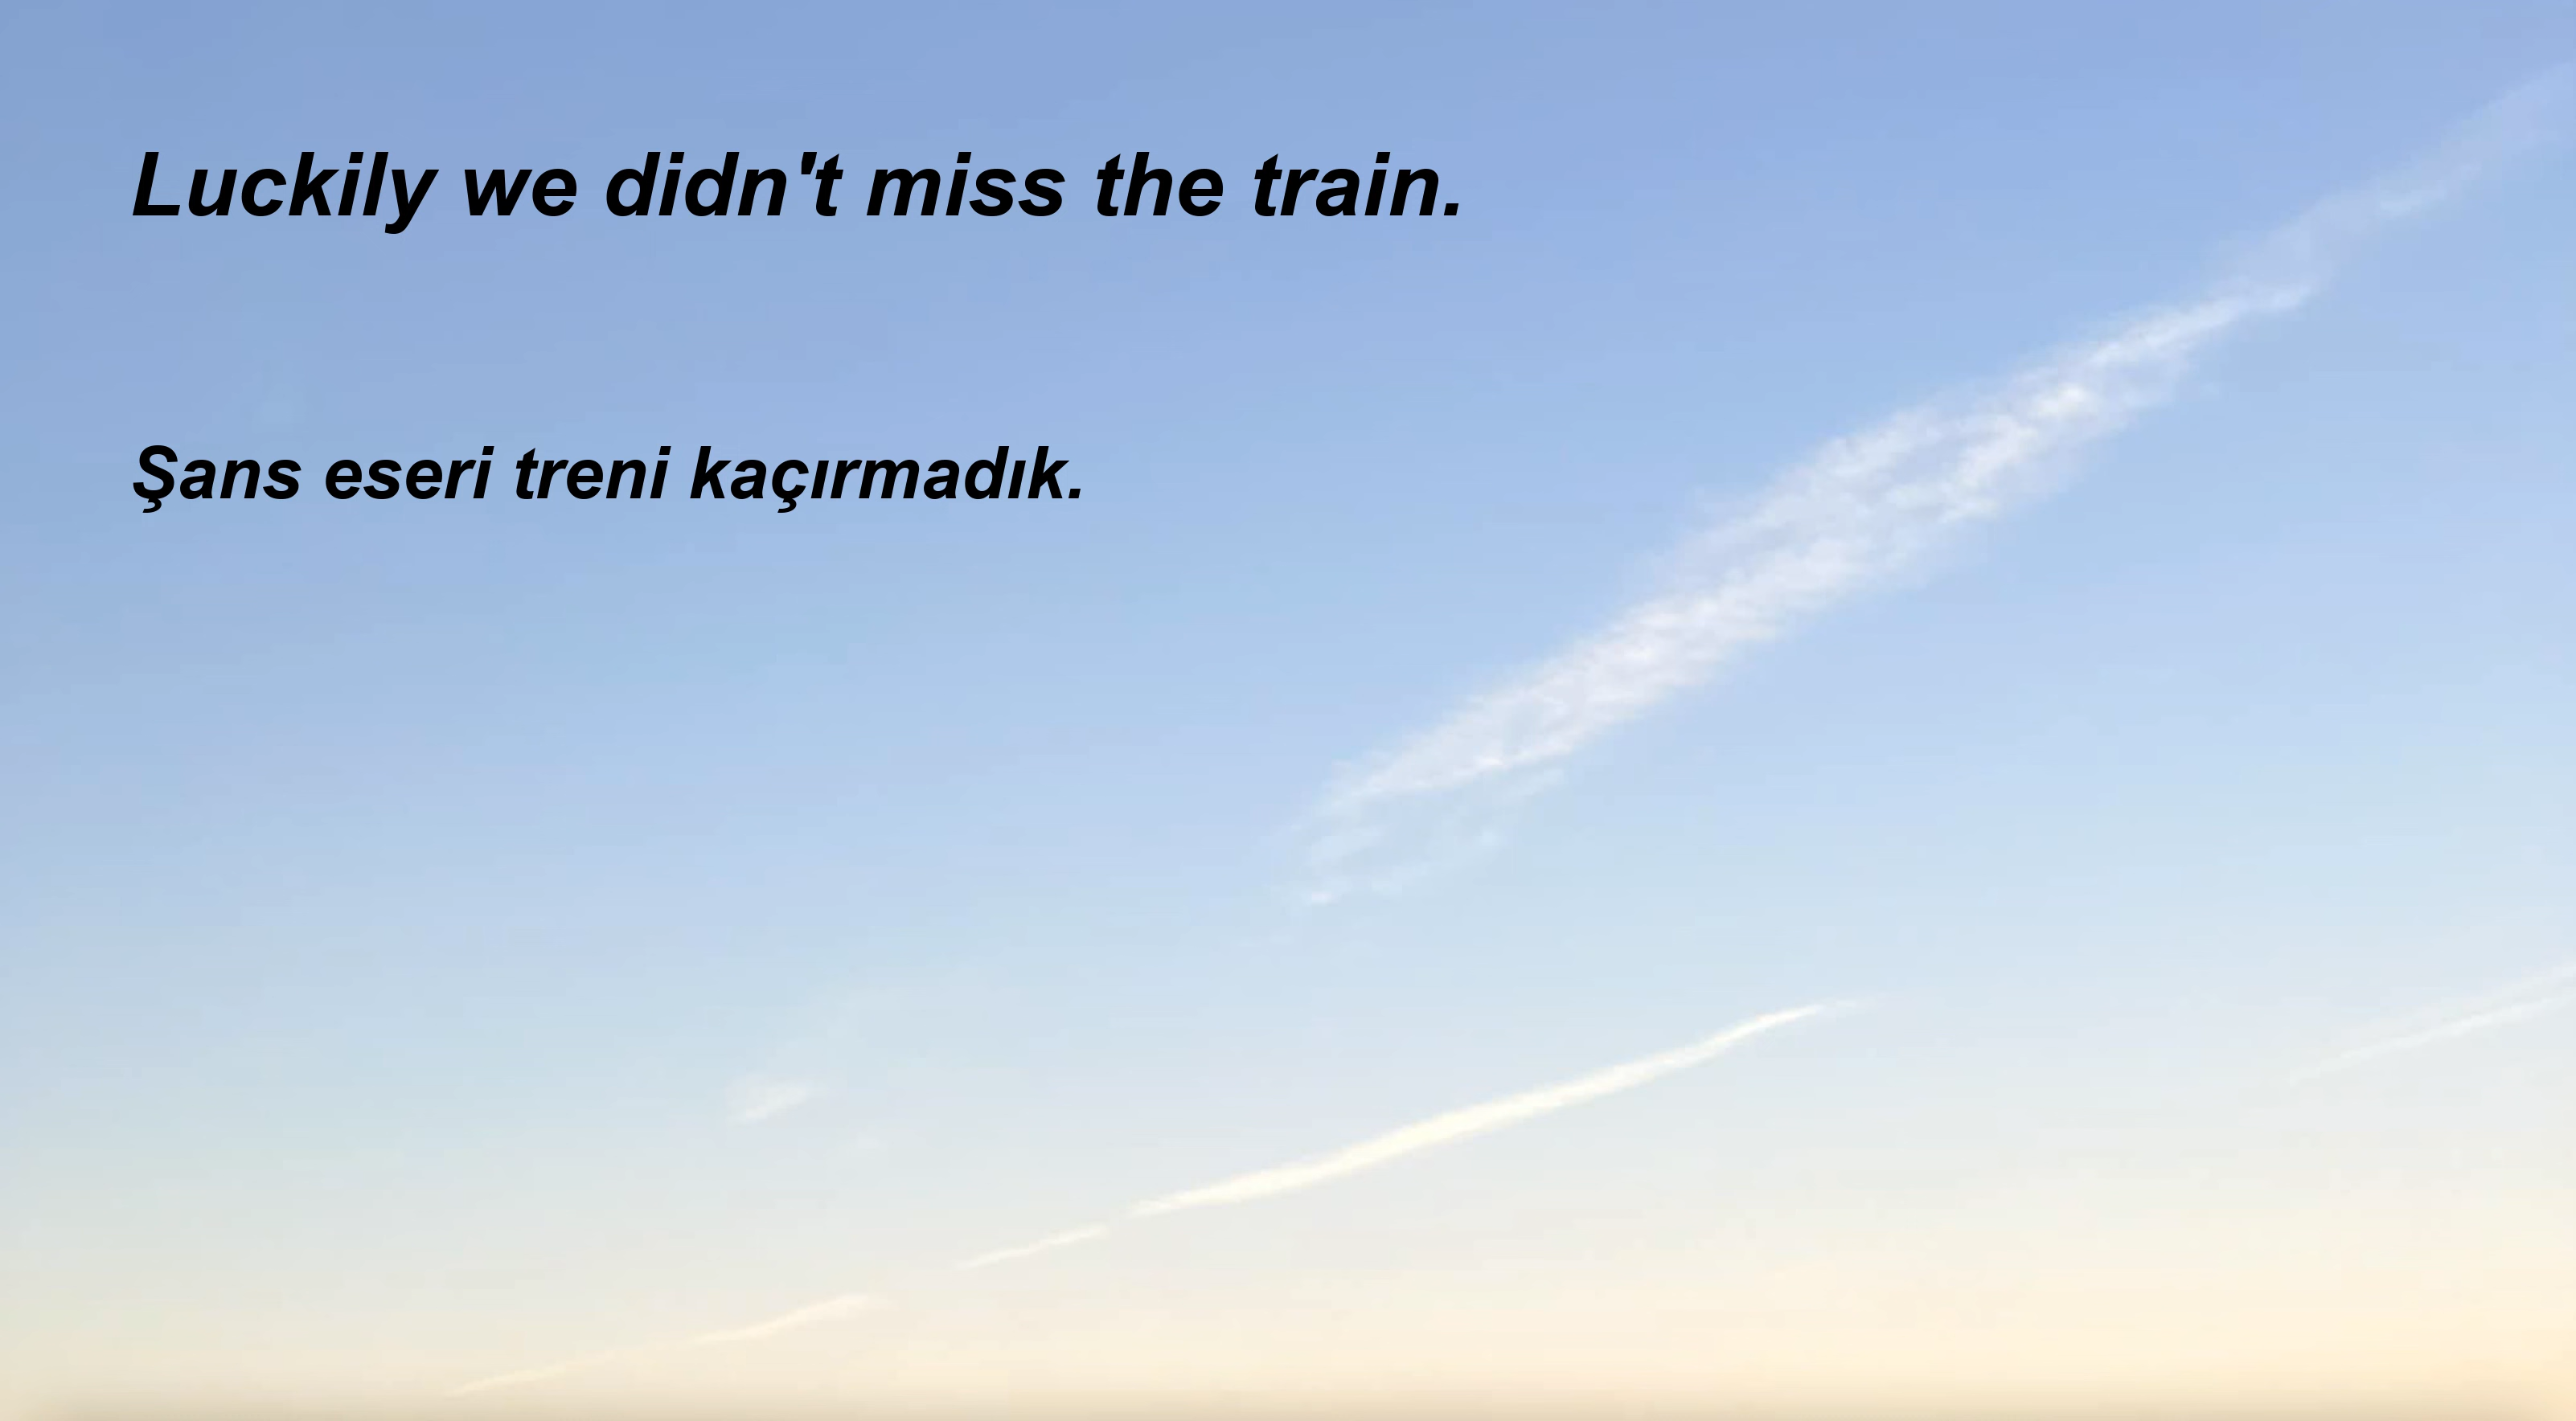 Luckily we didn't miss the train.
Şans eseri treni kaçırmadık.